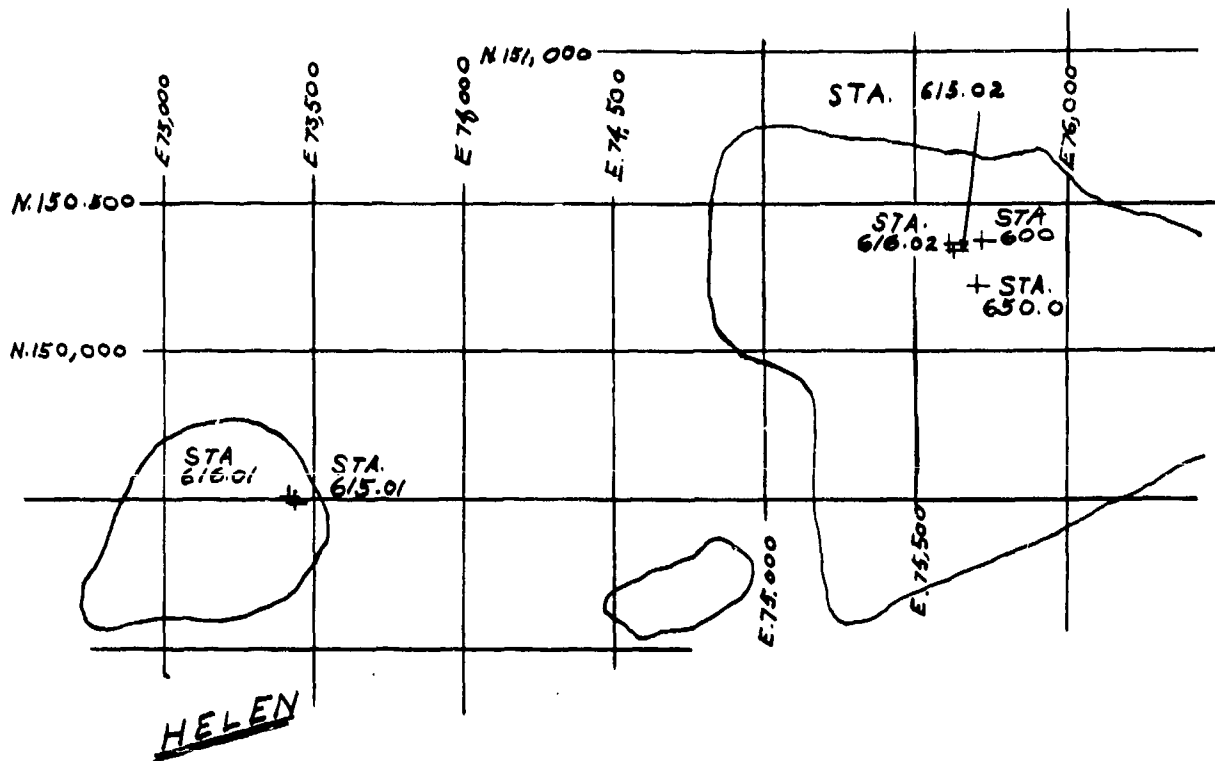 N.151,000
STA. 615.02
E 73,000
E 73,500
E 74,000
E.74,500
E 76,000
N.150.500
STA.
616.02
STA
600
STA.
650.0
N.150,000
STA
616.01
STA.
615.01
E.75,000
E.75,500
HELEN